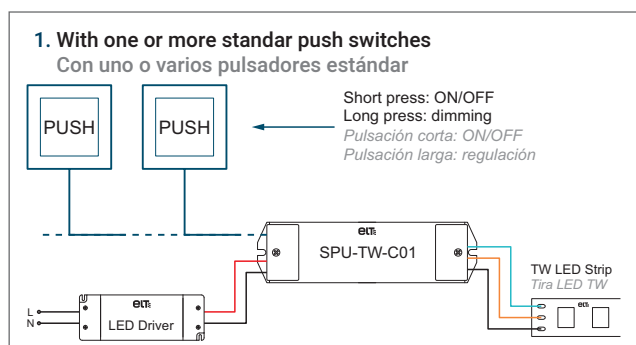 1. With one or more standar push switches
Con uno o varios pulsadores estándar
PUSH
PUSH
Short press: ON/OFF
Long press: dimming
Pulsación corta: ON/OFF
Pulsación larga: regulación
eLT
SPU-TW-C01
TW LED Strip
Tira LED TW
eLT
L
N
eLT
LED Driver